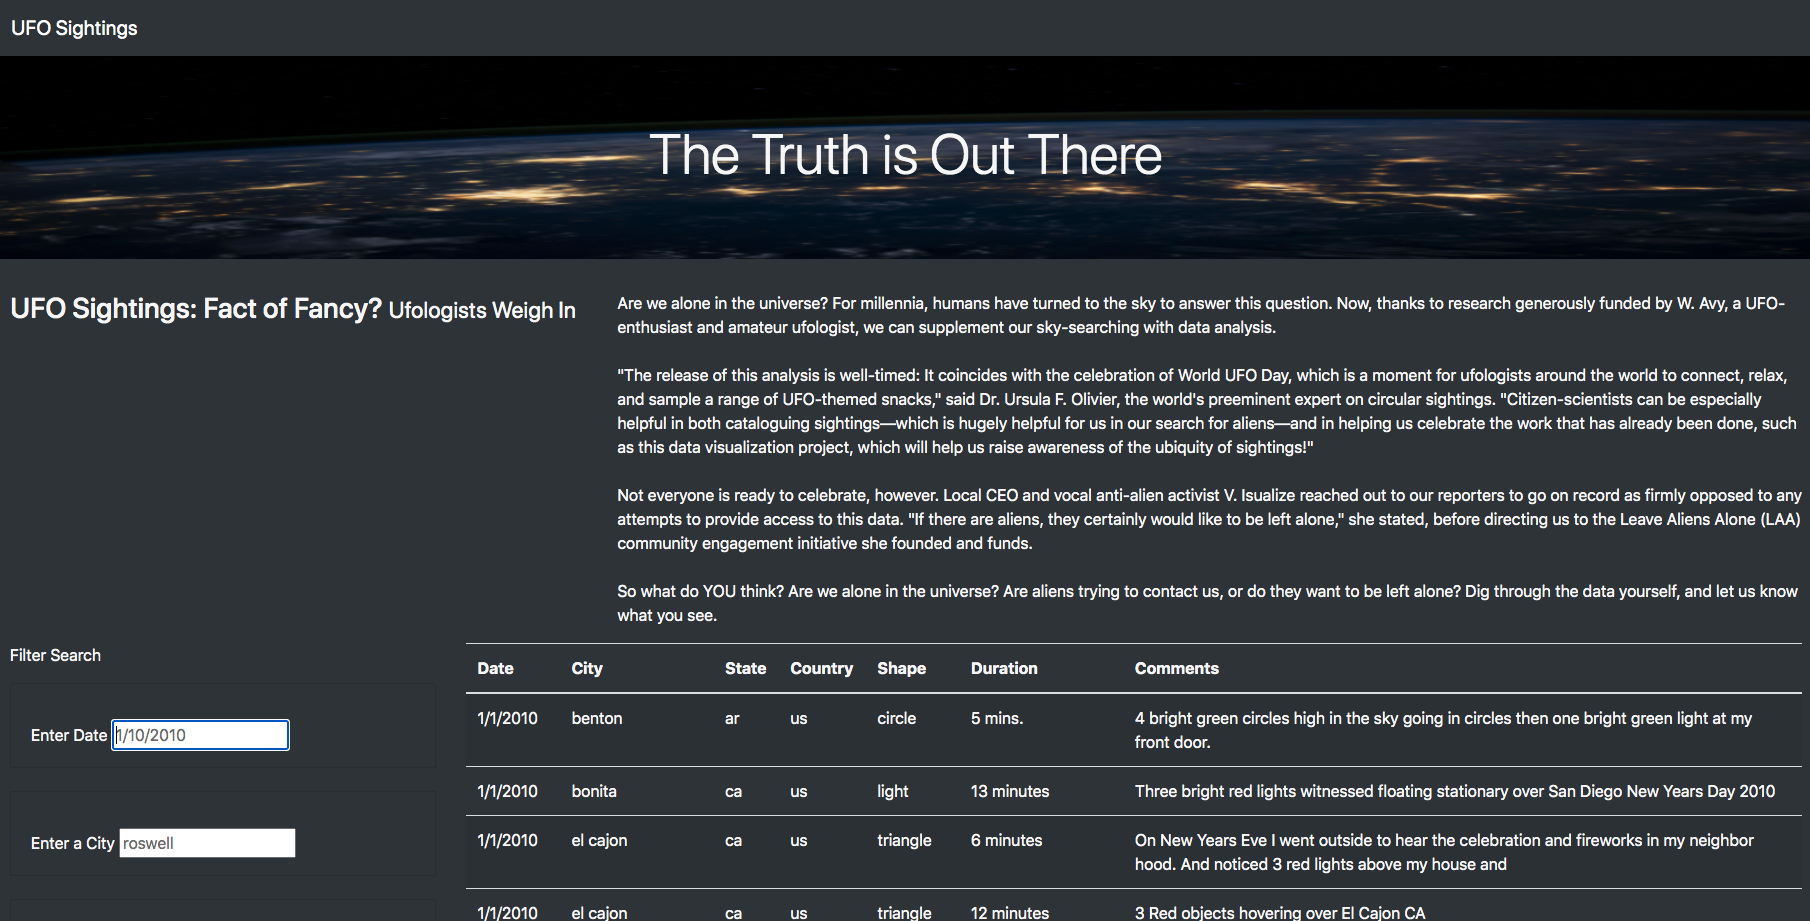 UFO Sightings
The Truth is Out There
UFO Sightings: Fact of Fancy? Ufologists Weigh In
Are we alone in the universe? For millennia, humans have turned to the sky to answer this question. Now, thanks to research generously funded by W. Avy, a UFO-
enthusiast and amateur ufologist, we can supplement our sky-searching with data analysis.
"The release of this analysis is well-timed: It coincides with the celebration of World UFO Day, which is a moment for ufologists around the world to connect, relax,
and sample a range of UFO-themed snacks," said Dr. Ursula F. Olivier, the world's preeminent expert on circular sightings. "Citizen-scientists can be especially
helpful in both cataloguing sightings—which is hugely helpful for us in our search for aliens—and in helping us celebrate the work that has already been done, such
as this data visualization project, which will help us raise awareness of the ubiquity of sightings!"
Not everyone is ready to celebrate, however. Local CEO and vocal anti-alien activist V. Isualize reached out to our reporters to go on record as firmly opposed to any
attempts to provide access to this data. "If there are aliens, they certainly would like to be left alone," she stated, before directing us to the Leave Aliens Alone (LAA)
community engagement initiative she founded and funds.
So what do YOU think? Are we alone in the universe? Are aliens trying to contact us, or do they want to be left alone? Dig through the data yourself, and let us know
what you see.
Filter Search
Enter Date 1/10/2010
Enter a City roswell
Date City State Country Shape Duration Comments
1/1/2010 benton ar us circle 5 mins. 4 bright green circles high in the sky going in circles then one bright green light at my
front door.
1/1/2010 bonita ca us light 13 minutes Three bright red lights witnessed floating stationary over San Diego New Years Day 2010
1/1/2010 el cajon ca us triangle 6 minutes On New Years Eve I went outside to hear the celebration and fireworks in my neighbor
hood. And noticed 3 red lights above my house and
1/1/2010 el cajon ca us triangle 12 minutes 3 Red objects hovering over El Cajon CA